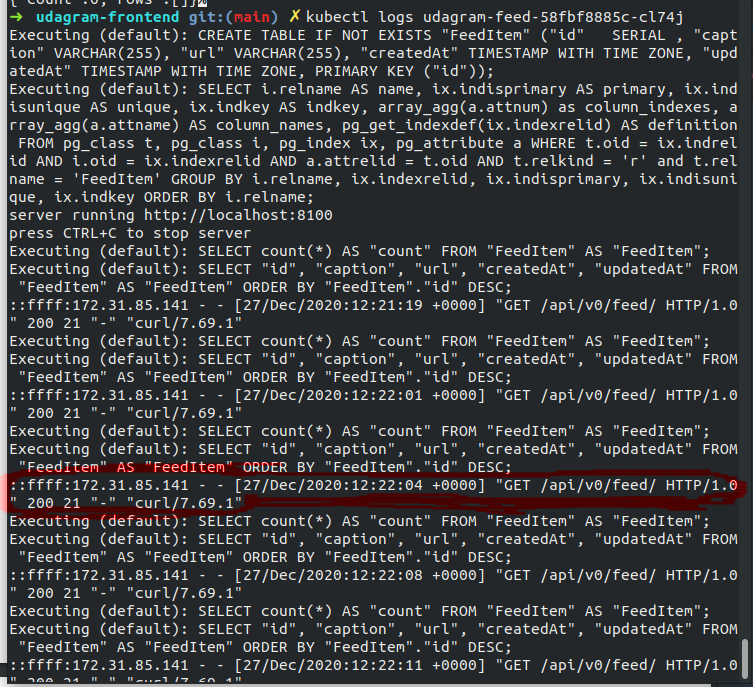 {"count":0,"rows":[]}%
→ udagram-frontend git:(main) ✗ kubectl logs udagram-feed-58fbf8885c-cl74j
Executing (default): CREATE TABLE IF NOT EXISTS "FeedItem" ("id"   SERIAL , "capt
ion" VARCHAR(255), "url" VARCHAR(255), "createdAt" TIMESTAMP WITH TIME ZONE, "upd
atedAt" TIMESTAMP WITH TIME ZONE, PRIMARY KEY ("id"));
Executing (default): SELECT i.relname AS name, ix.indisprimary AS primary, ix.ind
isunique AS unique, ix.indkey AS indkey, array_agg(a.attnum) as column_indexes, a
rray_agg(a.attname) AS column_names, pg_get_indexdef(ix.indexrelid) AS definition
 FROM pg_class t, pg_class i, pg_index ix, pg_attribute a WHERE t.oid = ix.indrel
id AND i.oid = ix.indexrelid AND a.attrelid = t.oid AND t.relkind = 'r' and t.rel
name = 'FeedItem' GROUP BY i.relname, ix.indexrelid, ix.indisprimary, ix.indisuni
que, ix.indkey ORDER BY i.relname;
server running http://localhost:8100
press CTRL+C to stop server
Executing (default): SELECT count(*) AS "count" FROM "FeedItem" AS "FeedItem";
Executing (default): SELECT "id", "caption", "url", "createdAt", "updatedAt" FROM
 "FeedItem" AS "FeedItem" ORDER BY "FeedItem"."id" DESC;
::ffff:172.31.85.141 - - [27/Dec/2020:12:21:19 +0000] "GET /api/v0/feed/ HTTP/1.0
" 200 21 "-" "curl/7.69.1"
Executing (default): SELECT count(*) AS "count" FROM "FeedItem" AS "FeedItem";
Executing (default): SELECT "id", "caption", "url", "createdAt", "updatedAt" FROM
 "FeedItem" AS "FeedItem" ORDER BY "FeedItem"."id" DESC;
::ffff:172.31.85.141 - - [27/Dec/2020:12:22:01 +0000] "GET /api/v0/feed/ HTTP/1.0
" 200 21 "-" "curl/7.69.1"
Executing (default): SELECT count(*) AS "count" FROM "FeedItem" AS "FeedItem";
Executing (default): SELECT "id", "caption", "url", "createdAt", "updatedAt" FROM
 "FeedItem" AS "FeedItem" ORDER BY "FeedItem"."id" DESC;
::ffff:172.31.85.141 - - [27/Dec/2020:12:22:04 +0000] "GET /api/v0/feed/ HTTP/1.0
" 200 21 "-" "curl/7.69.1"
Executing (default): SELECT count(*) AS "count" FROM "FeedItem" AS "FeedItem";
Executing (default): SELECT "id", "caption", "url", "createdAt", "updatedAt" FROM
 "FeedItem" AS "FeedItem" ORDER BY "FeedItem"."id" DESC;
::ffff:172.31.85.141 - - [27/Dec/2020:12:22:08 +0000] "GET /api/v0/feed/ HTTP/1.0
" 200 21 "-" "curl/7.69.1"
Executing (default): SELECT count(*) AS "count" FROM "FeedItem" AS "FeedItem";
Executing (default): SELECT "id", "caption", "url", "createdAt", "updatedAt" FROM
 "FeedItem" AS "FeedItem" ORDER BY "FeedItem"."id" DESC;
::ffff:172.31.85.141 - - [27/Dec/2020:12:22:11 +0000] "GET /api/v0/feed/ HTTP/1.0
" 200 21 "-" "curl/7.69.1"